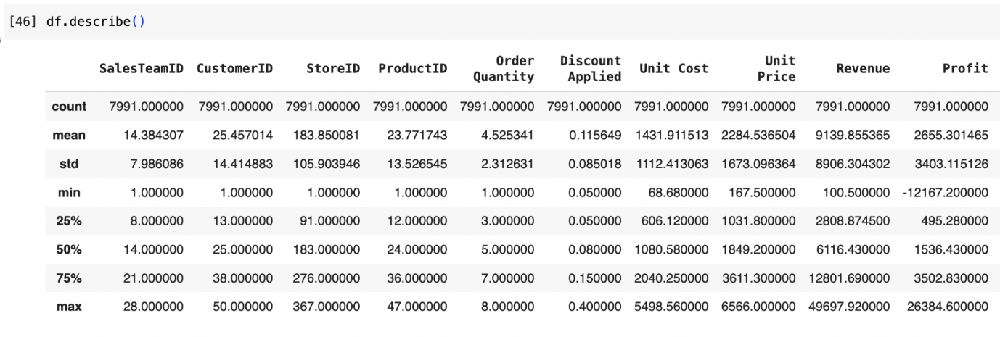 [46] df.describe()
SalesTeamID CustomerID StoreID ProductID Order Quantity Discount Applied Unit Cost Unit Price Revenue Profit
count 7991.000000 7991.000000 7991.000000 7991.000000 7991.000000 7991.000000 7991.000000 7991.000000 7991.000000 7991.000000
mean 14.384307 25.457014 183.850081 23.771743 4.525341 0.115649 1431.911513 2284.536504 9139.855365 2655.301465
std 7.986086 14.414883 105.903946 13.526545 2.312631 0.085018 1112.413063 1673.096364 8906.304302 3403.115126
min 1.000000 1.000000 1.000000 1.000000 1.000000 0.050000 68.680000 167.500000 100.500000 -12167.200000
25% 8.000000 13.000000 91.000000 12.000000 3.000000 0.050000 606.120000 1031.800000 2808.874500 495.280000
50% 14.000000 25.000000 183.000000 24.000000 5.000000 0.080000 1080.580000 1849.200000 6116.430000 1536.430000
75% 21.000000 38.000000 276.000000 36.000000 7.000000 0.150000 2040.250000 3611.300000 12801.690000 3502.830000
max 28.000000 50.000000 367.000000 47.000000 8.000000 0.400000 5498.560000 6566.000000 49697.920000 26384.600000